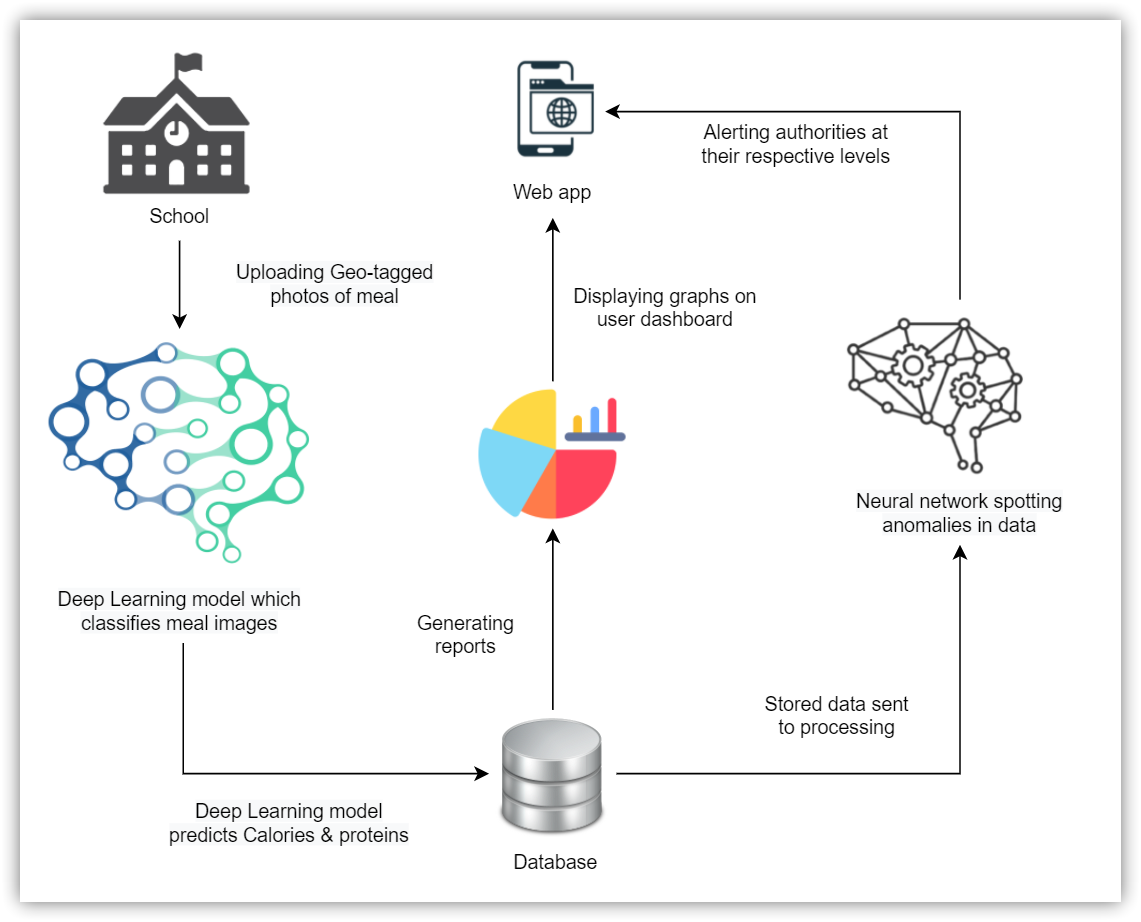 School
Uploading Geo-tagged
photos of meal
Deep Learning model which
classifies meal images
Deep Learning model
predicts Calories & proteins
Database
Generating
reports
Displaying graphs on
user dashboard
Web app
Stored data sent
to processing
Neural network spotting
anomalies in data
Alerting authorities at
their respective levels